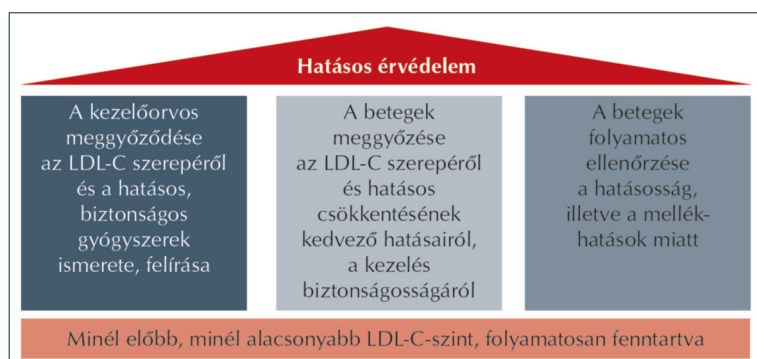 Hatásos érvédelem
A kezelőorvos
meggyőződése
az LDL-C szerepéről
és a hatásos,
biztonságos
gyógyszerek
ismerete, felírása
A betegek
meggyőzése
az LDL-C szerepéről
és hatásos
csökkentésének
kedvező hatásairól,
a kezelés
biztonságosságáról
A betegek
folyamatos
ellenőrzése
a hatásosság,
illetve a mellék-
hatások miatt
Minél előbb, minél alacsonyabb LDL-C-szint, folyamatosan fenntartva